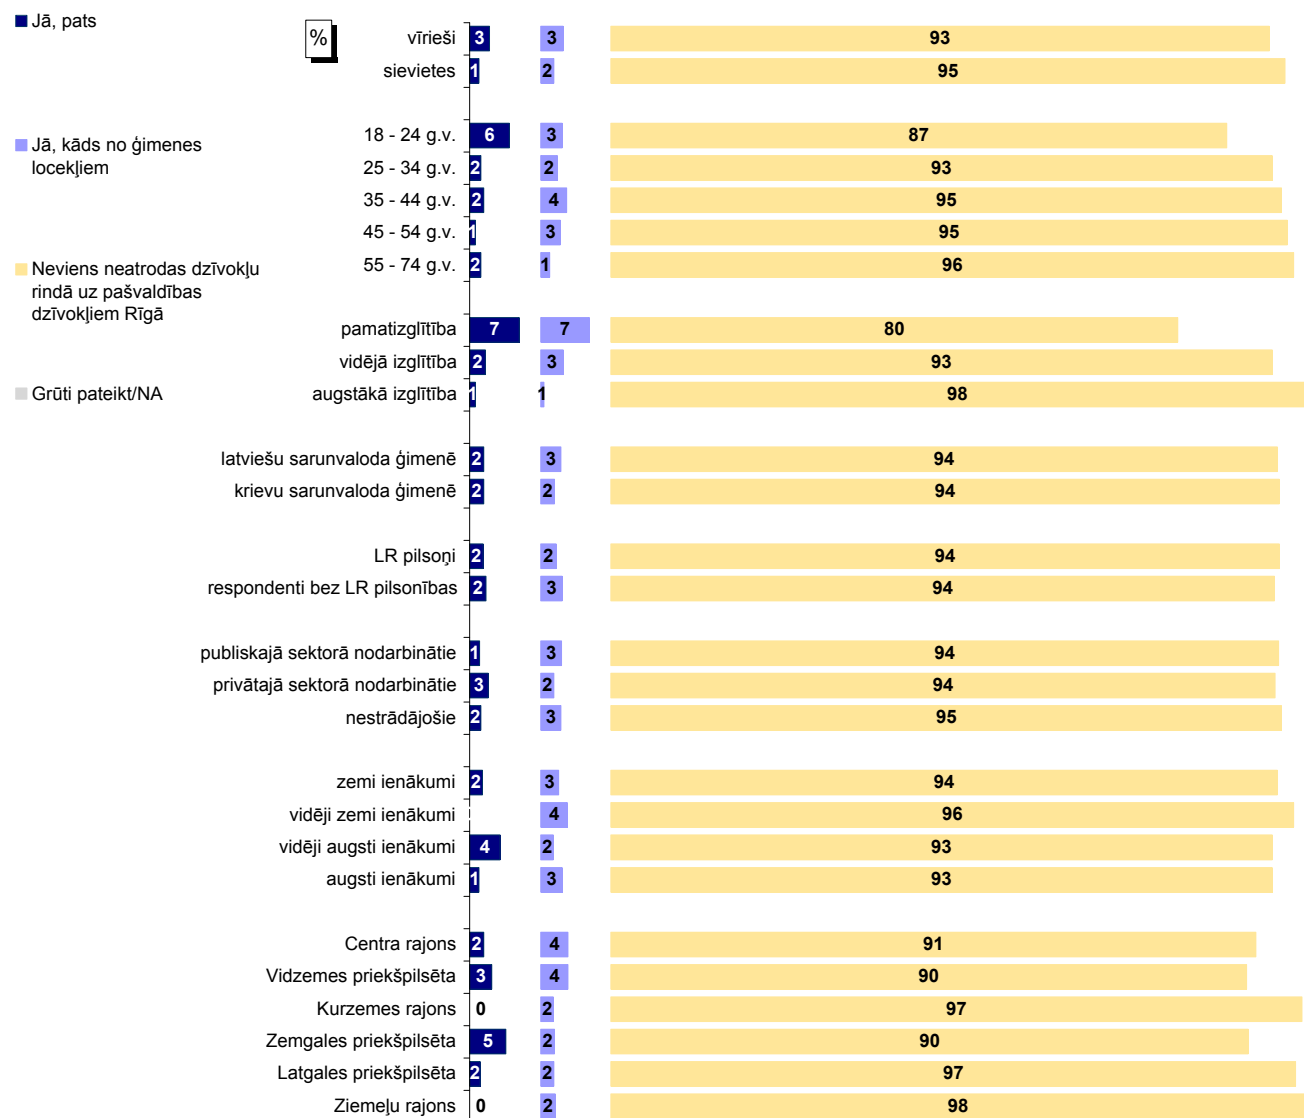 Jā, pats
%
Jā, kāds no ģimenes
locekļiem
Neviens neatrodas dzīvokļu
rindā uz pašvaldības
dzīvokļiem Rīgā
Grūti pateikt/NA
vīrieši 3 3 93
sievietes 1 2 95
18 - 24 g.v. 6 3 87
25 - 34 g.v. 2 2 93
35 - 44 g.v. 2 4 95
45 - 54 g.v. 1 3 95
55 - 74 g.v. 2 1 96
pamatizglītība 7 7 80
vidējā izglītība 2 3 93
augstākā izglītība 1 1 98
latviešu sarunvaloda ģimenē 2 3 94
krievu sarunvaloda ģimenē 2 2 94
LR pilsoņi 2 2 94
respondenti bez LR pilsonības 2 3 94
publiskajā sektorā nodarbinātie 1 3 94
privātajā sektorā nodarbinātie 3 2 94
nestrādājošie 2 3 95
zemi ienākumi 2 3 94
vidēji zemi ienākumi 4 96
vidēji augsti ienākumi 4 2 93
augsti ienākumi 1 3 93
Centra rajons 2 4 91
Vidzemes priekšpilsēta 3 4 90
Kurzemes rajons 0 2 97
Zemgales priekšpilsēta 5 2 90
Latgales priekšpilsēta 2 2 97
Ziemeļu rajons 0 2 98